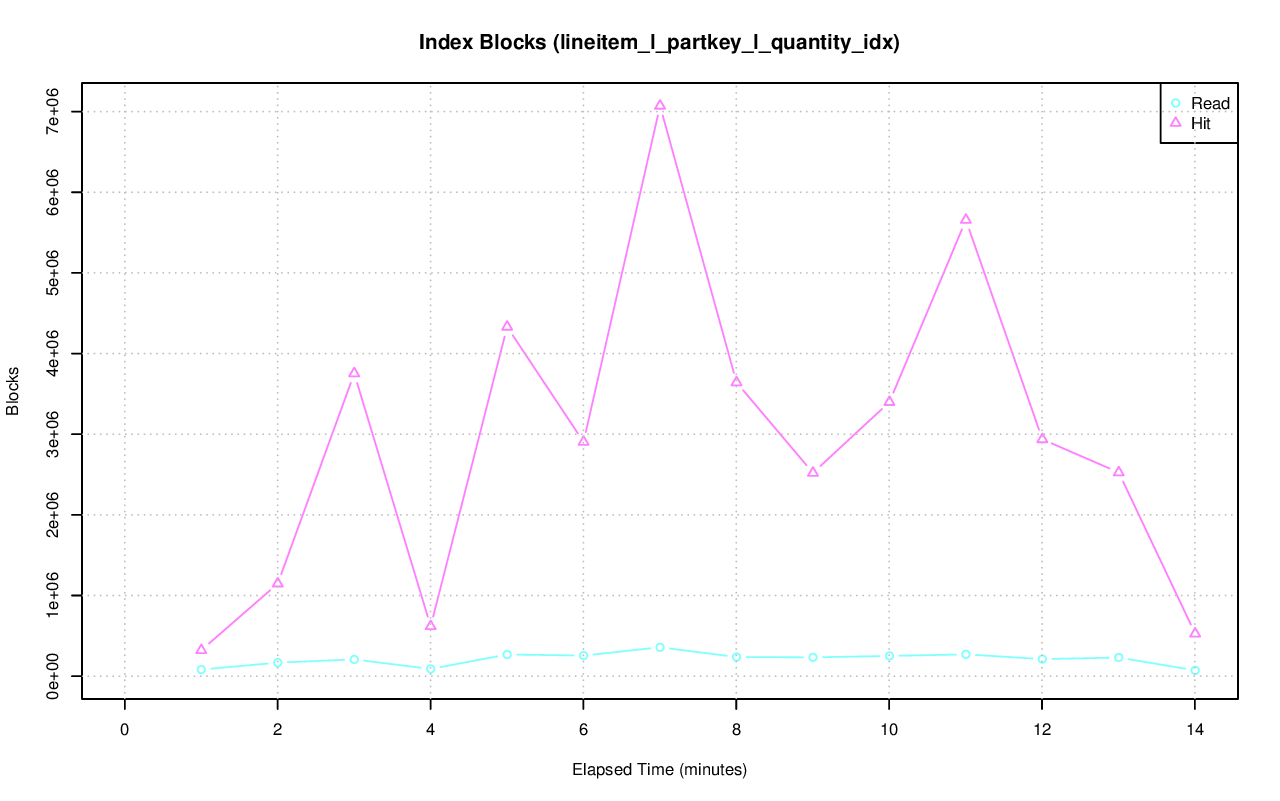 Index Blocks (lineitem_l_partkey_l_quantity_idx)
Read
Hit
7e+06
6e+06
5e+06
4e+06
3e+06
2e+06
1e+06
0e+00
Blocks
0 2 4 6 8 10 12 14
Elapsed Time (minutes)